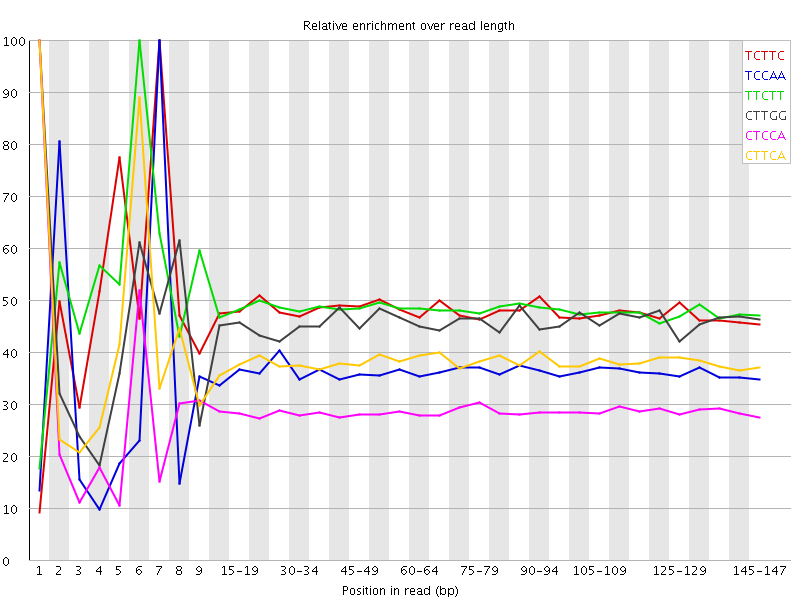 Relative enrichment over read length
100
90
80
70
60
50
40
30
20
10
0
TCTTC
TCCAA
TTCTT
CTTGG
CTCCA
CTTCA
1 2 3 4 5 6 7 8 9 15-19 30-34 45-49 60-64 75-79 90-94 105-109 125-129 145-147
Position in read (bp)